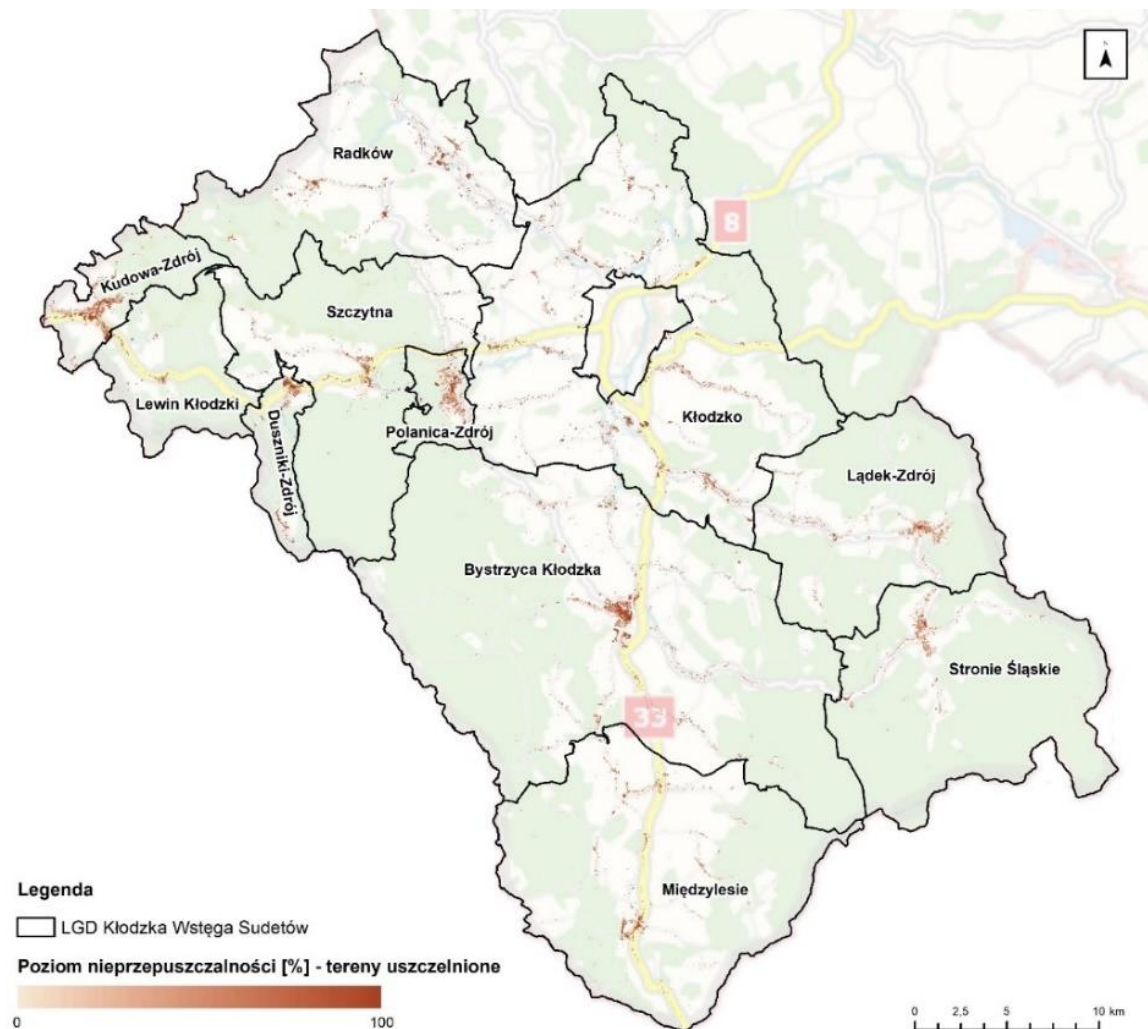 Radków
8
Kudowa-Zdrój
Szczytna
Lewin Kłodzki
Duszniki-Zdrój
Polanica-Zdrój
Kłodzko
Lądek-Zdrój
Bystrzyca Kłodzka
Stronie Śląskie
33
Międzylesie
Legenda
LGD Kłodzka Wstęga Sudetów
Poziom nieprzepuszczalności [%] - tereny uszczelnione
0 100
0 2,5 5 10 km